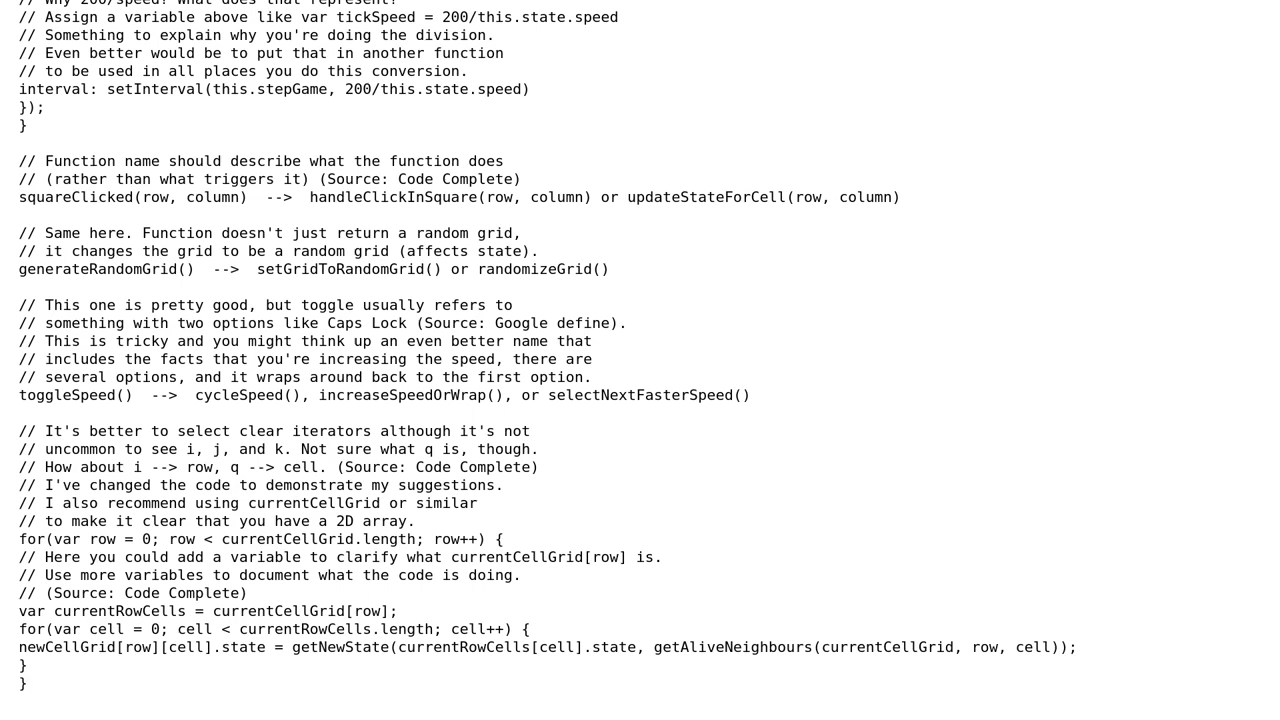 // Why 200/speed? What does that represent?
// Assign a variable above like var tickSpeed = 200/this.state.speed
// Something to explain why you're doing the division.
// Even better would be to put that in another function
// to be used in all places you do this conversion.
interval: setInterval(this.stepGame, 200/this.state.speed)
});
}

// Function name should describe what the function does
// (rather than what triggers it) (Source: Code Complete)
squareClicked(row, column)  -->  handleClickInSquare(row, column) or updateStateForCell(row, column)

// Same here. Function doesn't just return a random grid,
// it changes the grid to be a random grid (affects state).
generateRandomGrid()  -->  setGridToRandomGrid() or randomizeGrid()

// This one is pretty good, but toggle usually refers to
// something with two options like Caps Lock (Source: Google define).
// This is tricky and you might think up an even better name that
// includes the facts that you're increasing the speed, there are
// several options, and it wraps around back to the first option.
toggleSpeed()  -->  cycleSpeed(), increaseSpeedOrWrap(), or selectNextFasterSpeed()

// It's better to select clear iterators although it's not
// uncommon to see i, j, and k. Not sure what q is, though.
// How about i --> row, q --> cell. (Source: Code Complete)
// I've changed the code to demonstrate my suggestions.
// I also recommend using currentCellGrid or similar
// to make it clear that you have a 2D array.
for(var row = 0; row < currentCellGrid.length; row++) {
// Here you could add a variable to clarify what currentCellGrid[row] is.
// Use more variables to document what the code is doing.
// (Source: Code Complete)
var currentRowCells = currentCellGrid[row];
for(var cell = 0; cell < currentRowCells.length; cell++) {
newCellGrid[row][cell].state = getNewState(currentRowCells[cell].state, getAliveNeighbours(currentCellGrid, row, cell));
}
}